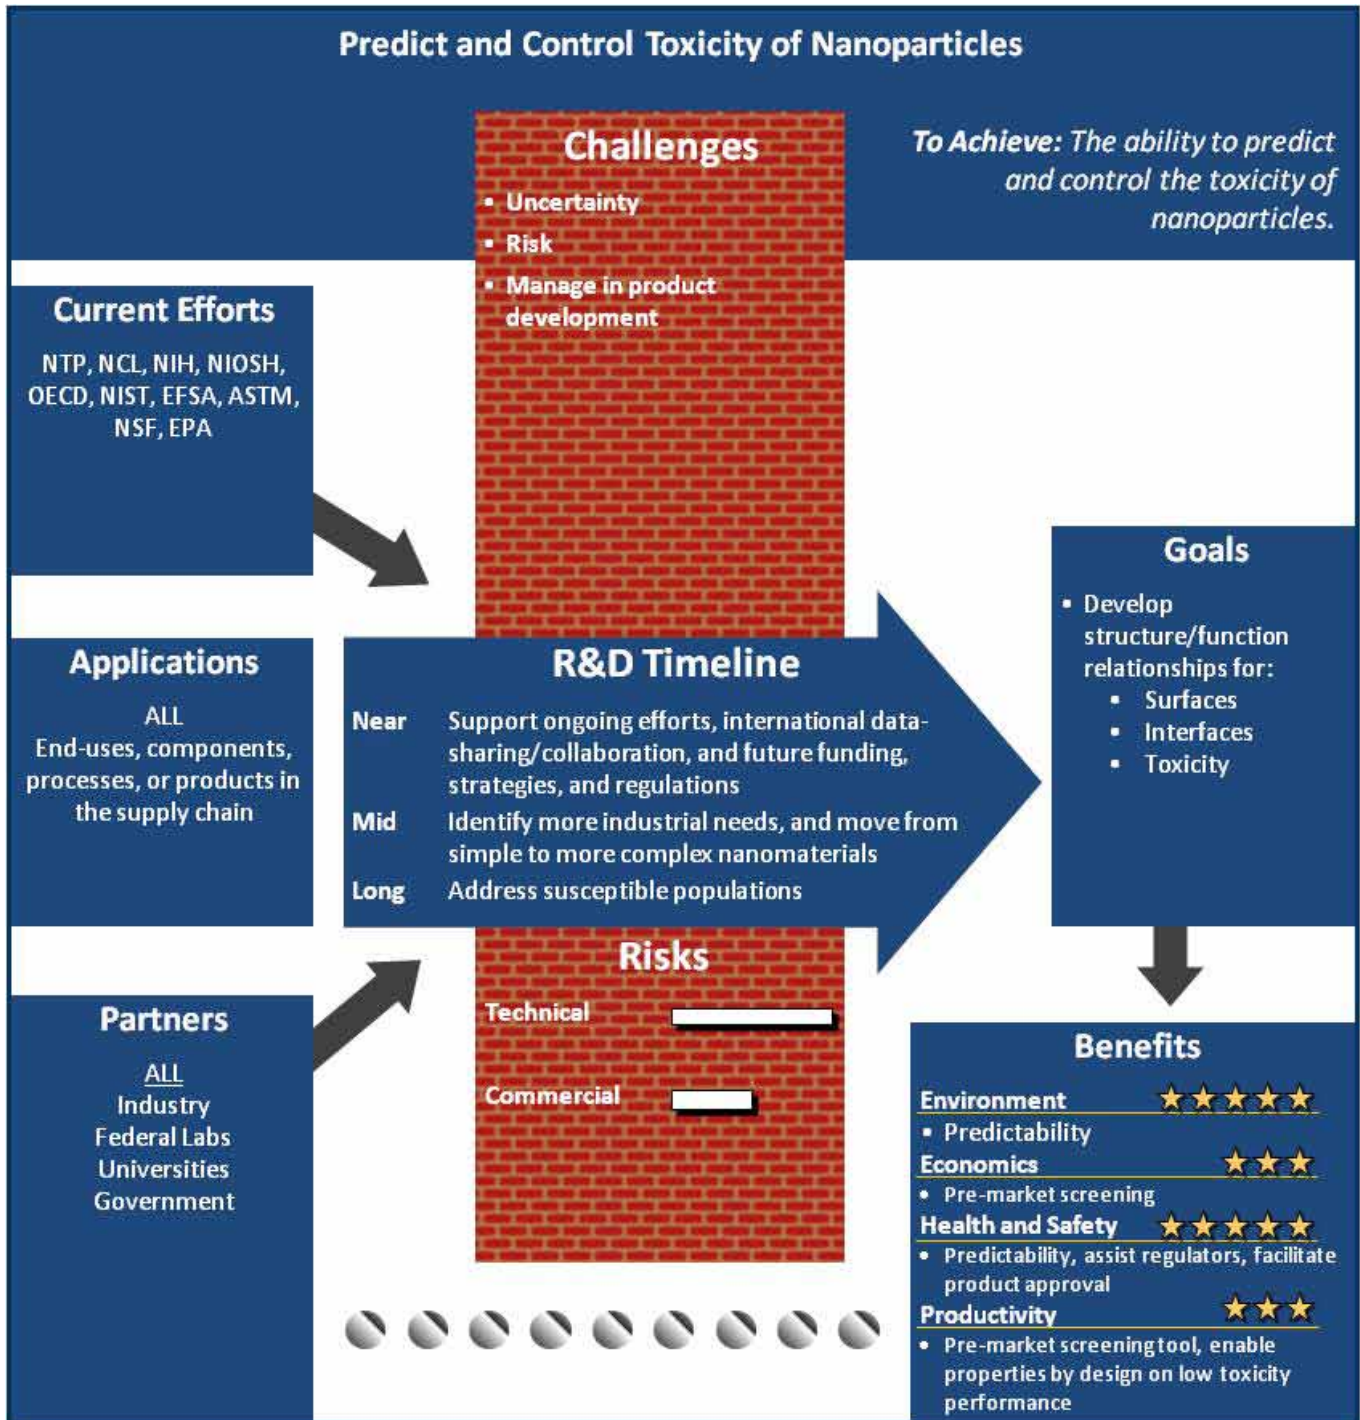 Predict and Control Toxicity of Nanoparticles
Challenges
▪ Uncertainty
▪ Risk
▪ Manage in product
development
To Achieve: The ability to predict
and control the toxicity of
nanoparticles.
Current Efforts
NTP, NCL, NIH, NIOSH,
OECD, NIST, EFSA, ASTM,
NSF, EPA
Applications
ALL
End-uses, components,
processes, or products in
the supply chain
Partners
ALL
Industry
Federal Labs
Universities
Government
R&D Timeline
Near Support ongoing efforts, international data-
sharing/collaboration, and future funding,
strategies, and regulations
Mid Identify more industrial needs, and move from
simple to more complex nanomaterials
Long Address susceptible populations
Risks
Technical
Commercial
Goals
▪ Develop
structure/function
relationships for:
▪ Surfaces
▪ Interfaces
▪ Toxicity
Benefits
Environment
▪ Predictability
Economics
• Pre-market screening
Health and Safety
• Predictability, assist regulators, facilitate
product approval
Productivity
• Pre-market screening tool, enable
properties by design on low toxicity
performance